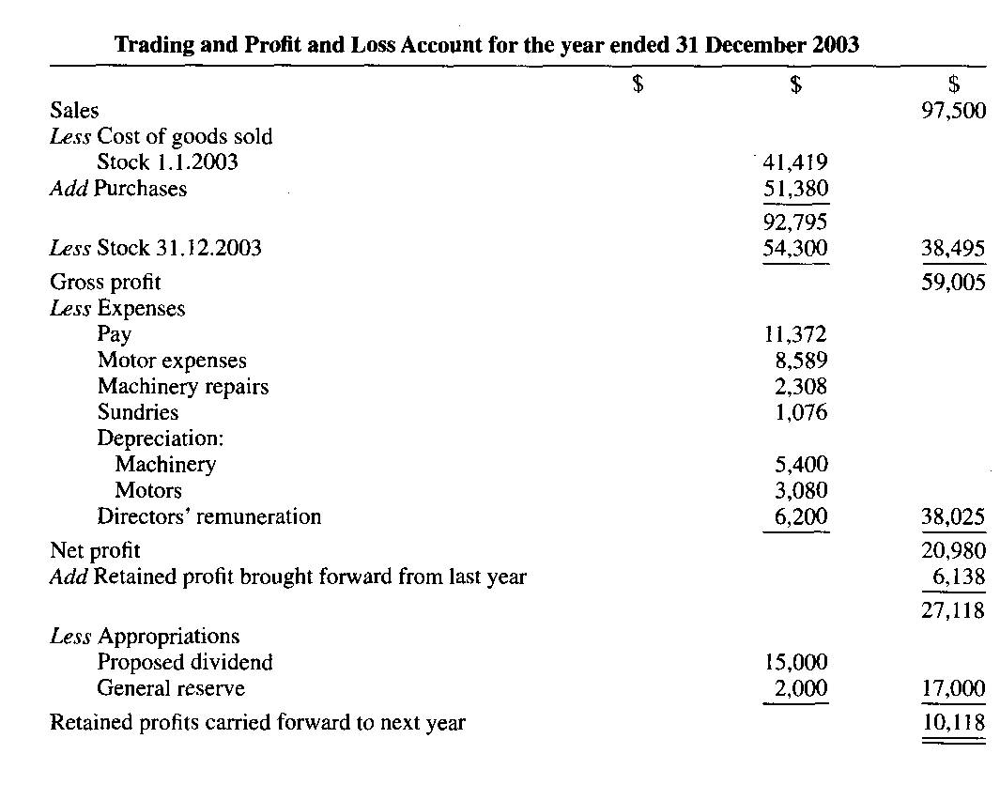 Trading and Profit and Loss Account for the year ended 31 December 2003
$ $ $
Sales 97,500
Less Cost of goods sold
Stock 1.1.2003 41,419
Add Purchases 51,380
92,795
Less Stock 31.12.2003 54,300 38,495
Gross profit 59,005
Less Expenses
Pay 11,372
Motor expenses 8,589
Machinery repairs 2,308
Sundries 1,076
Depreciation:
Machinery 5,400
Motors 3,080
Directors' remuneration 6,200 38,025
Net profit 20,980
Add Retained profit brought forward from last year 6,138
27,118
Less Appropriations
Proposed dividend 15,000
General reserve 2,000 17,000
Retained profits carried forward to next year 10,118